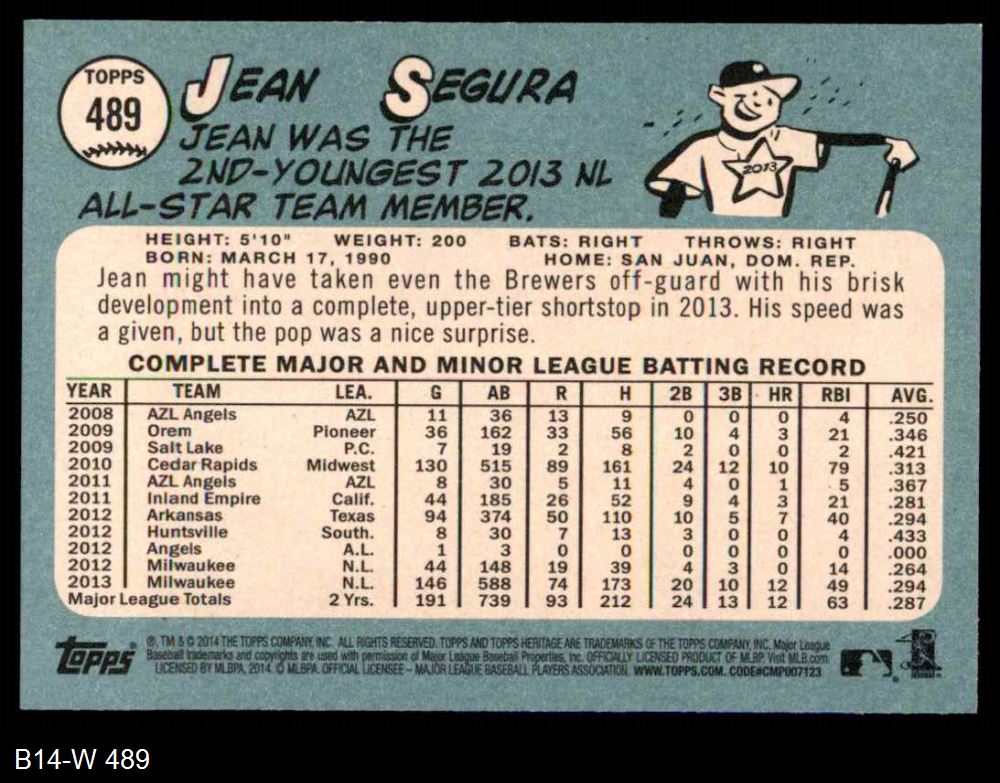 TOPPS
489
JEAN SEGURA
JEAN WAS THE
2ND-YOUNGEST 2013 NL
ALL-STAR TEAM MEMBER.
2013
HEIGHT: 5'10" WEIGHT: 200 BATS: RIGHT THROWS: RIGHT
BORN: MARCH 17, 1990 HOME: SAN JUAN, DOM. REP.
Jean might have taken even the Brewers off-guard with his brisk
development into a complete, upper-tier shortstop in 2013. His speed was
a given, but the pop was a nice surprise.
COMPLETE MAJOR AND MINOR LEAGUE BATTING RECORD
YEAR TEAM LEA. G AB R H 2B 3B HR RBI AVG.
2008 AZL Angels AZL 11 36 13 9 0 0 0 4 .250
2009 Orem Pioneer 36 162 33 56 10 4 3 21 .346
2009 Salt Lake P.C. 7 19 2 8 2 0 0 2 .421
2010 Cedar Rapids Midwest 130 515 89 161 24 12 10 79 .313
2011 AZL Angels AZL 8 30 5 11 4 0 1 5 .367
2011 Inland Empire Calif. 44 185 26 52 9 4 3 21 .281
2012 Arkansas Texas 94 374 50 110 10 5 7 40 .294
2012 Huntsville South. 8 30 7 13 3 0 0 4 .433
2012 Angels A.L. 1 3 0 0 0 0 0 0 .000
2012 Milwaukee N.L. 44 148 19 39 4 3 0 14 .264
2013 Milwaukee N.L. 146 588 74 173 20 10 12 49 .294
Major League Totals 2 Yrs. 191 739 93 212 24 13 12 63 .287
topps
®, TM & © 2014 THE TOPPS COMPANY, INC. ALL RIGHTS RESERVED. TOPPS AND TOPPS HERITAGE ARE TRADEMARKS OF THE TOPPS COMPANY, INC. Major League
Baseball trademarks and copyrights are used with permission of Major League Baseball Properties, Inc. OFFICIALLY LICENSED PRODUCT OF MLBP. Visit MLB.com
LICENSED BY MLBPA, 2014 © MLBPA. OFFICIAL LICENSEE – MAJOR LEAGUE BASEBALL PLAYERS ASSOCIATION. WWW.TOPPS.COM. CODE#CMP007123
B14-W 489